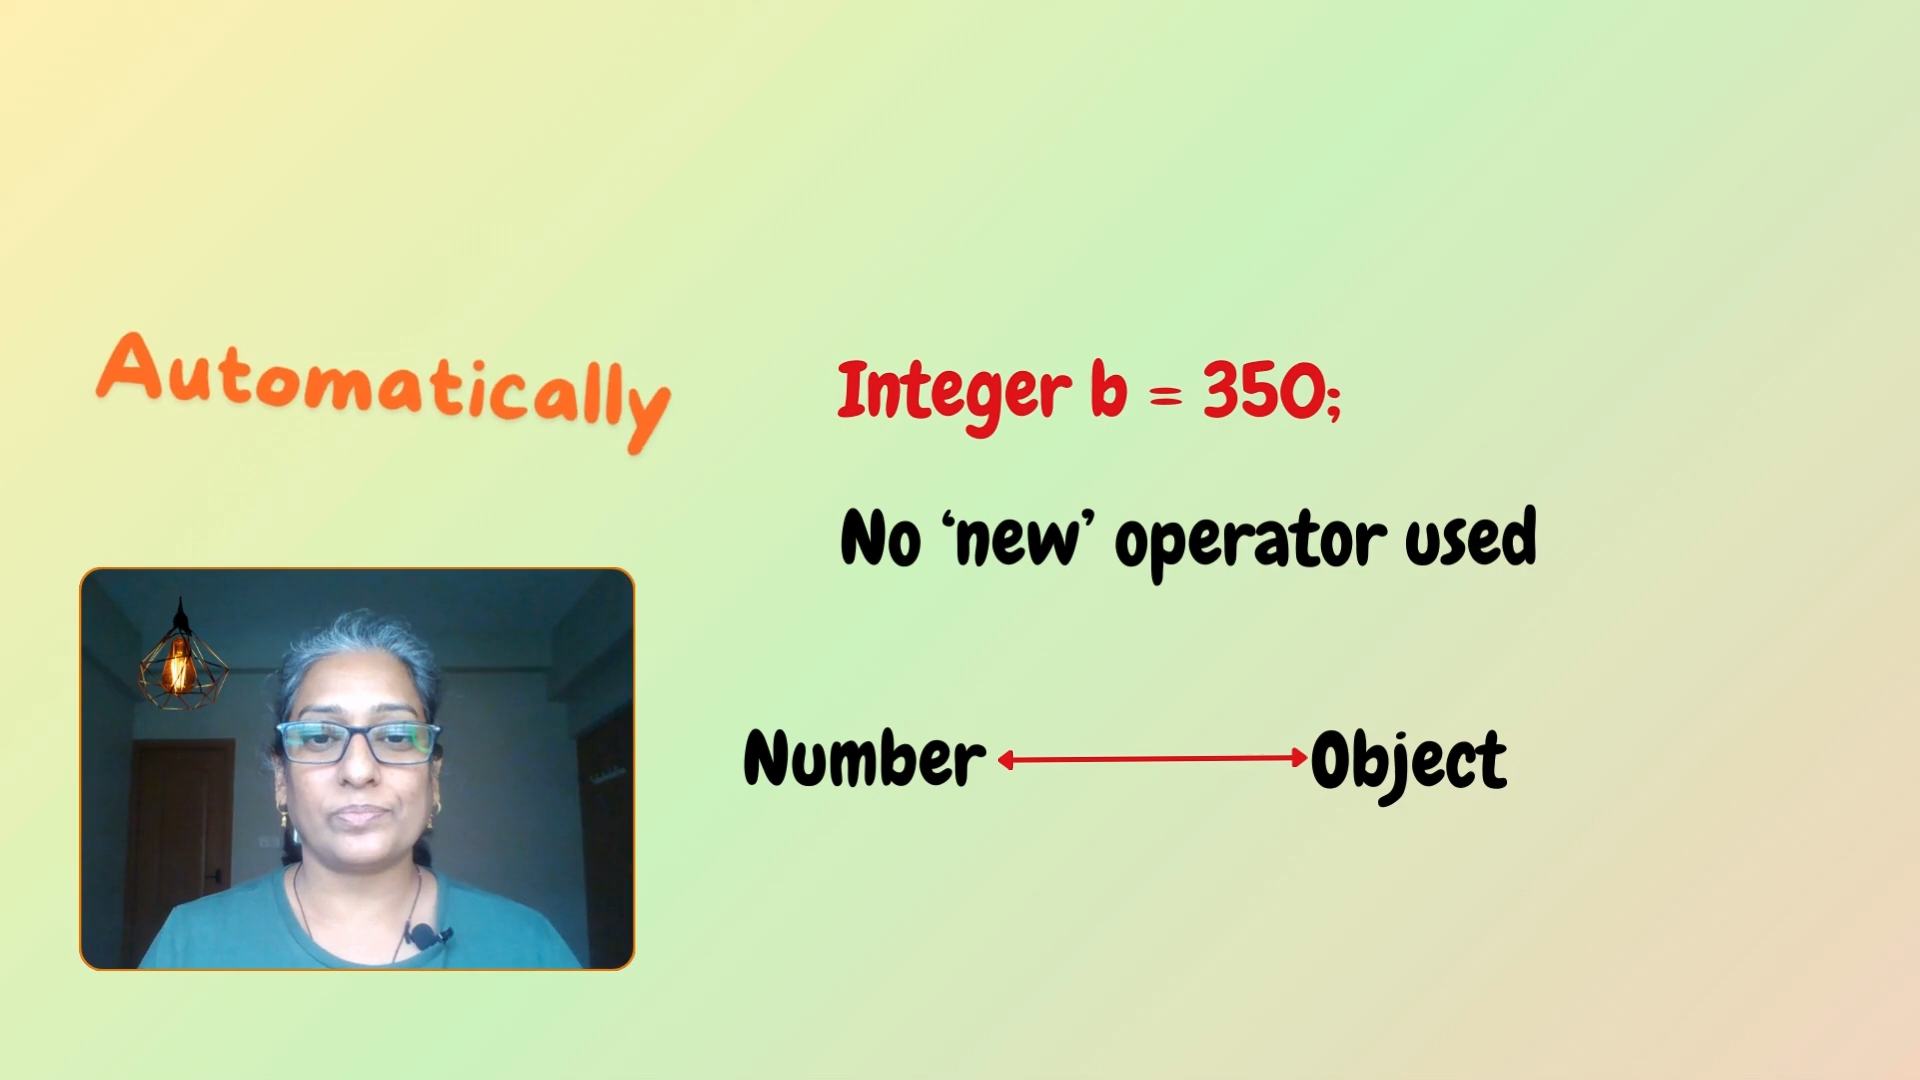 Automatically
Integer b = 350;
No ‘new’ operator used
Number
Object